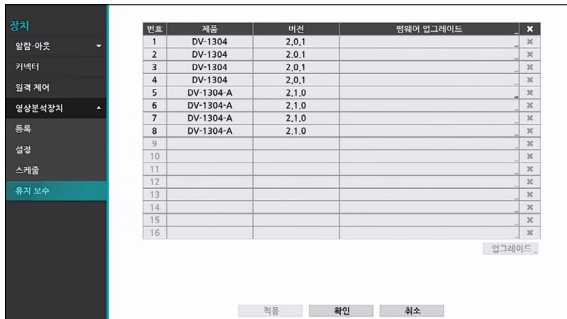 장치
알람-아웃
커넥터
원격 제어
영상분석장치
등록
설정
스케줄
유지 보수
번호 제품 버전 펌웨어 업그레이드
1 DV-1304 2,0,1
2 DV-1304 2,0,1
3 DV-1304 2,0,1
4 DV-1304 2,0,1
5 DV-1304-A 2,1,0
6 DV-1304-A 2,1,0
7 DV-1304-A 2,1,0
8 DV-1304-A 2,1,0
9
10
11
12
13
14
15
16
업그레이드
적용 확인 취소